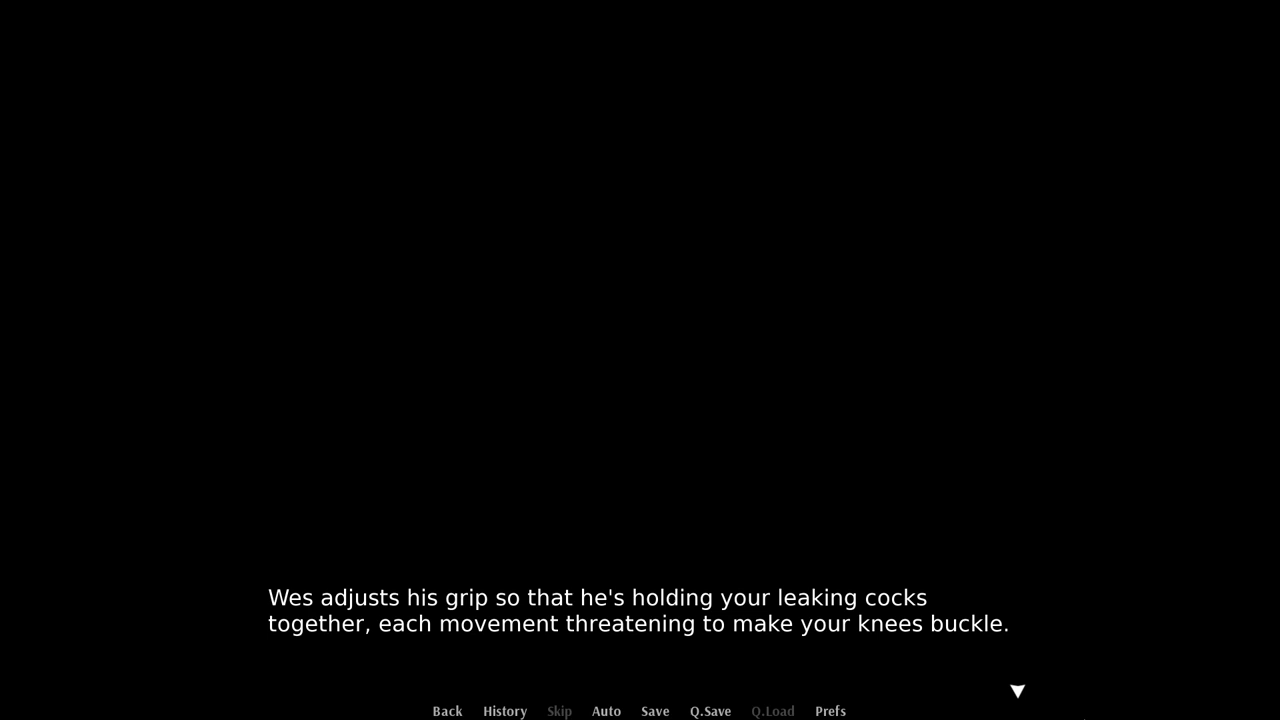 Wes adjusts his grip so that he's holding your leaking cocks
together, each movement threatening to make your knees buckle.
Back History Skip Auto Save Q.Save Q.Load Prefs